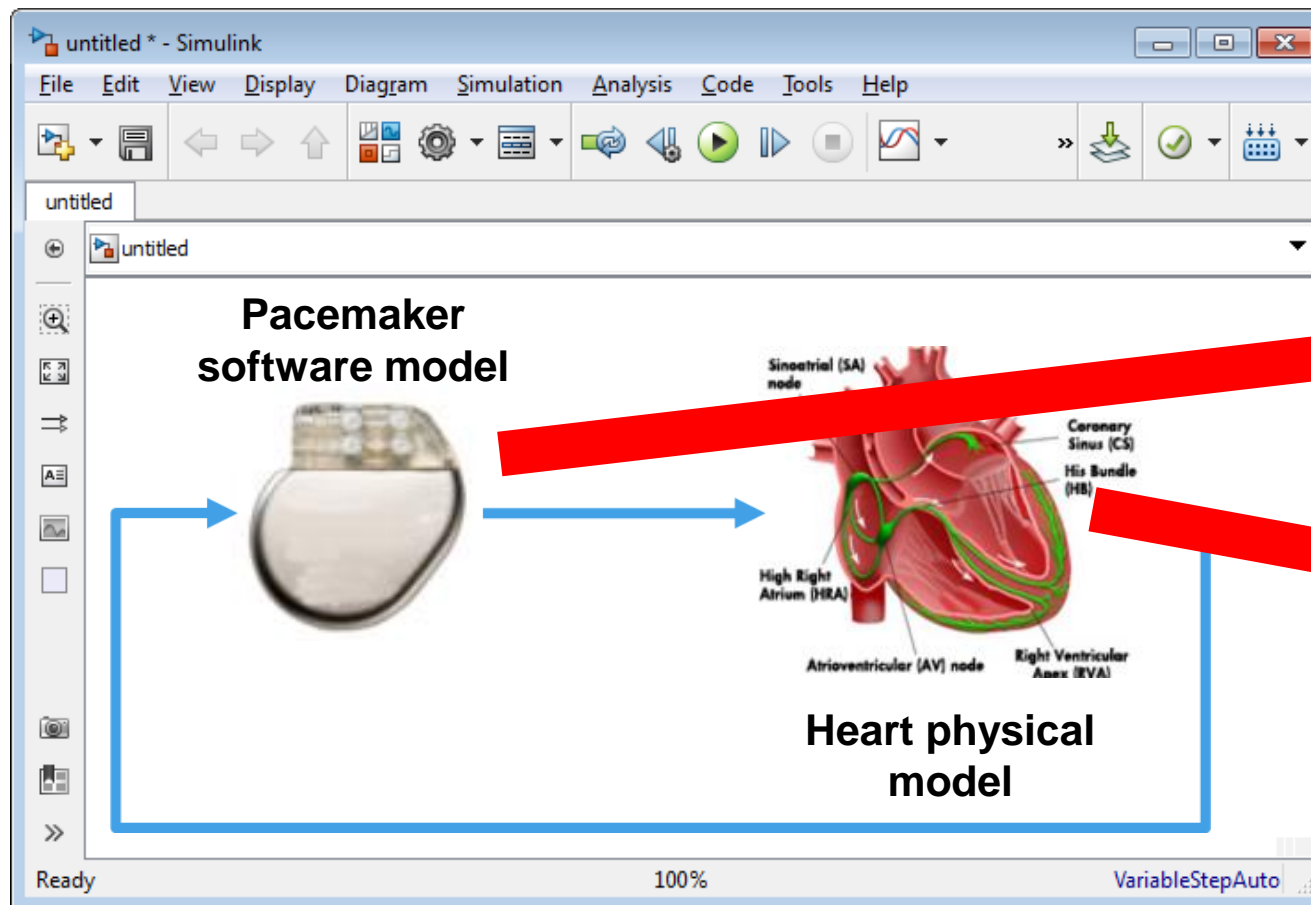 untitled * - Simulink
File Edit View Display Diagram Simulation Analysis Code Tools Help
untitled
untitled
Pacemaker
software model
Sinoatrial (SA)
node
Coronary
Sinus (CS)
His Bundle
(HB)
High Right
Atrium (HRA)
Atrioventricular (AV) node
Right Ventricular
Apex (RVA)
Heart physical
model
Ready 100% VariableStepAuto